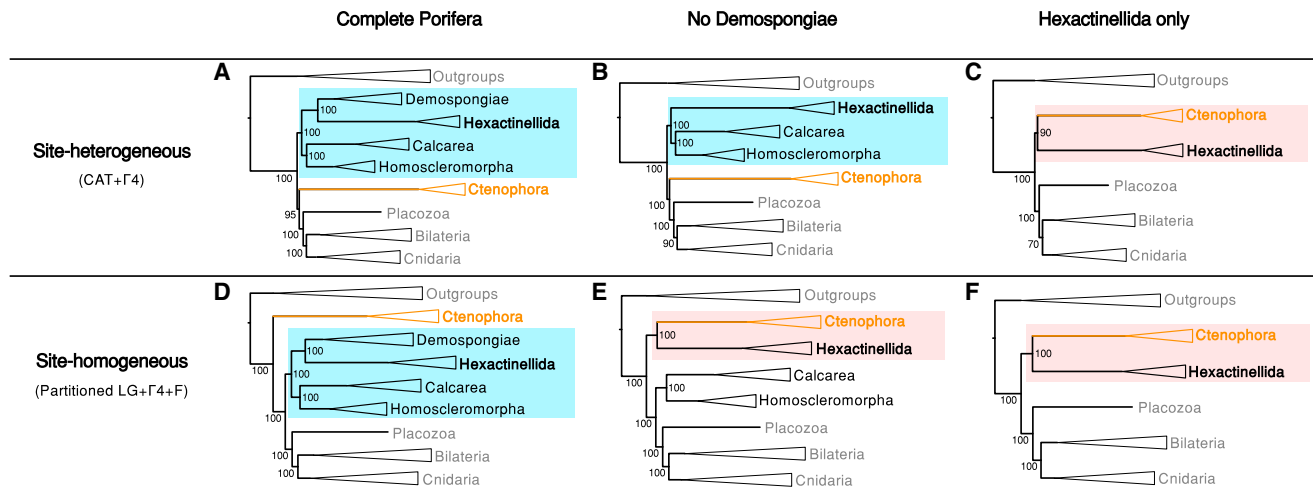 Complete Porifera
No Demospongiae
Hexactinellida only
Site-heterogeneous
(CAT+Γ4)
A
Outgroups
Demospongiae
100
Hexactinellida
100
Calcarea
100
Homoscleromorpha
100
Ctenophora
95
Placozoa
100
Bilateria
100
Cnidaria
B
Outgroups
Hexactinellida
100
Calcarea
100
Homoscleromorpha
100
Ctenophora
100
Placozoa
100
Bilateria
90
Cnidaria
C
Outgroups
Ctenophora
90
Hexactinellida
100
Placozoa
100
Bilateria
70
Cnidaria
Site-homogeneous
(Partitioned LG+Γ4+F)
D
Outgroups
Ctenophora
Demospongiae
100
Hexactinellida
100
Calcarea
100
Homoscleromorpha
100
Placozoa
100
Bilateria
100
Cnidaria
E
Outgroups
Ctenophora
100
Hexactinellida
Calcarea
100
100
Homoscleromorpha
100
Placozoa
100
Bilateria
100
Cnidaria
F
Outgroups
Ctenophora
100
Hexactinellida
100
Placozoa
100
Bilateria
100
Cnidaria